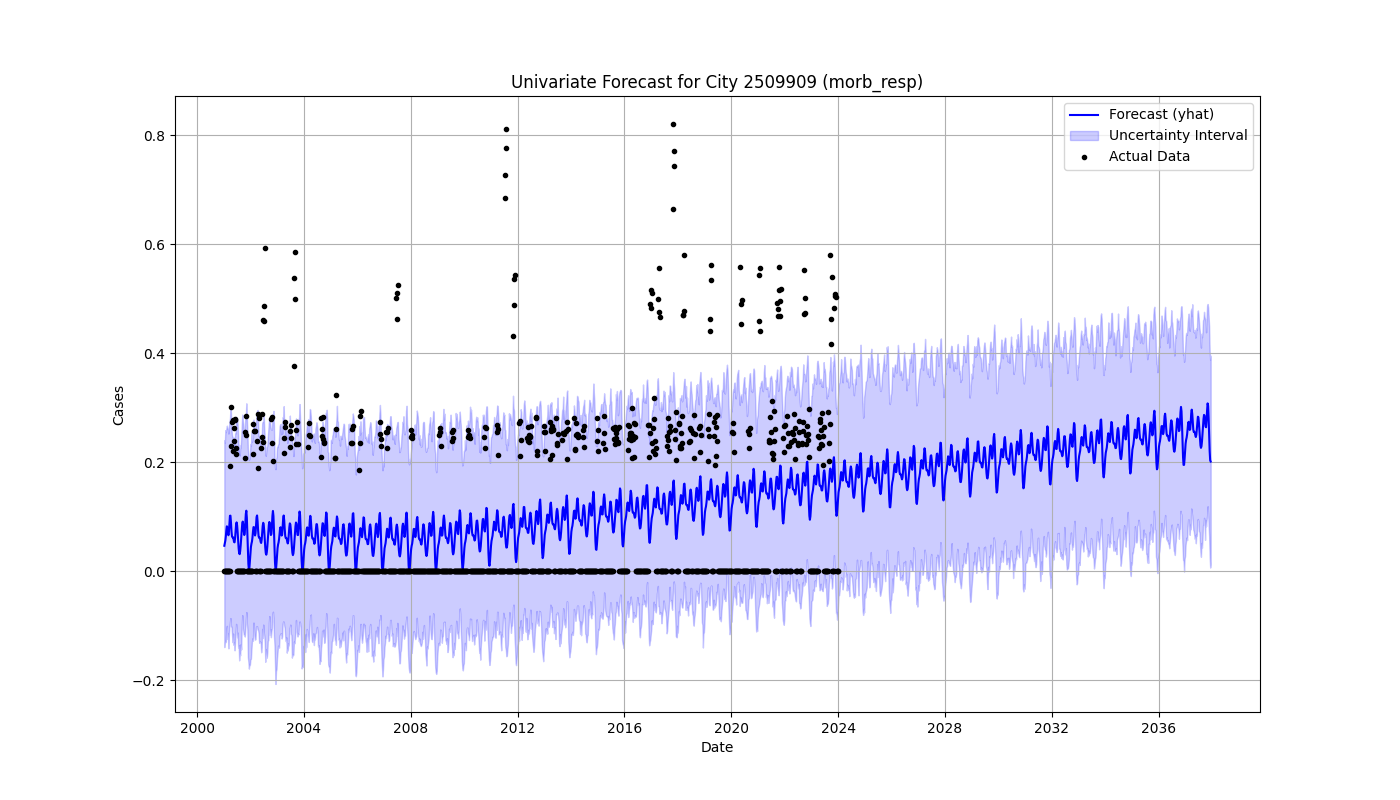 Univariate Forecast for City 2509909 (morb_resp)
Forecast (yhat)
Uncertainty Interval
Actual Data
Cases
0.8
0.6
0.4
0.2
0.0
−0.2
2000 2004 2008 2012 2016 2020 2024 2028 2032 2036
Date